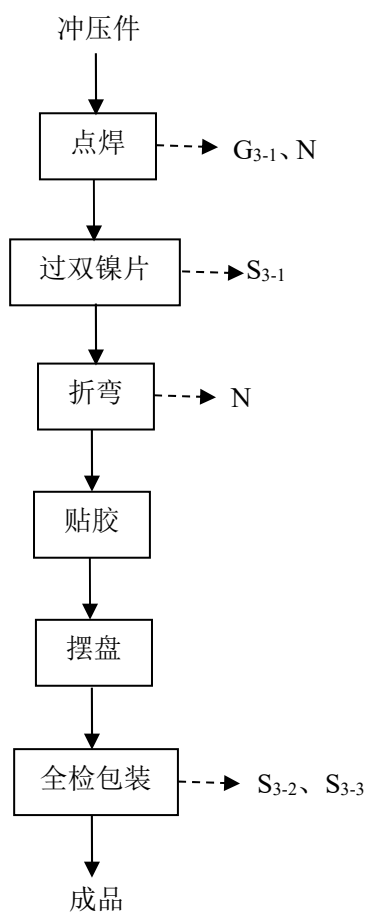 冲压件
点焊
G3-1、N
过双镍片
S3-1
折弯
N
贴胶
摆盘
全检包装
S3-2、S3-3
成品